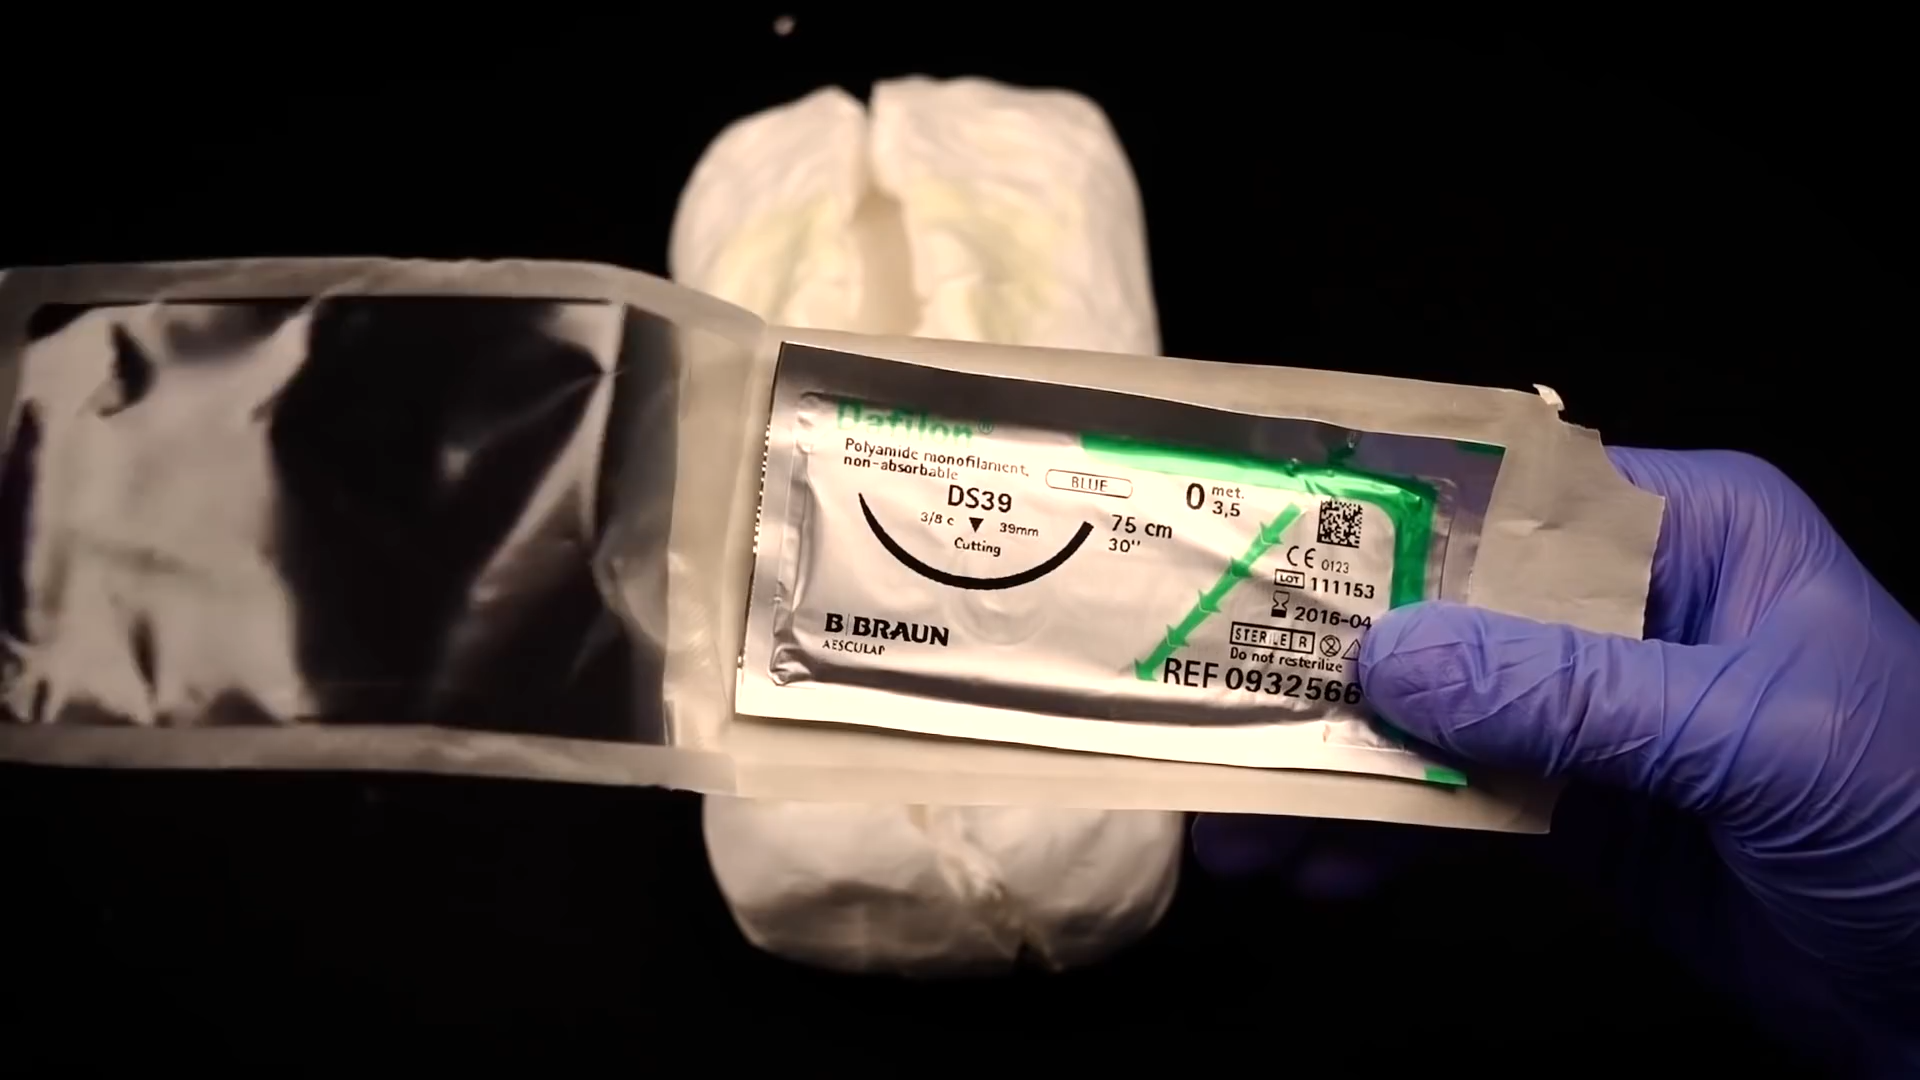 Dafilon®
Polyamide monofilament,
non-absorbable
BLUE
DS39
3/8 c 39mm
Cutting
75 cm
30"
0 met.
3,5
CE 0123
LOT 111153
2016-04
STERILE R
Do not resterilize
REF 0932566
B BRAUN
AESCULAP